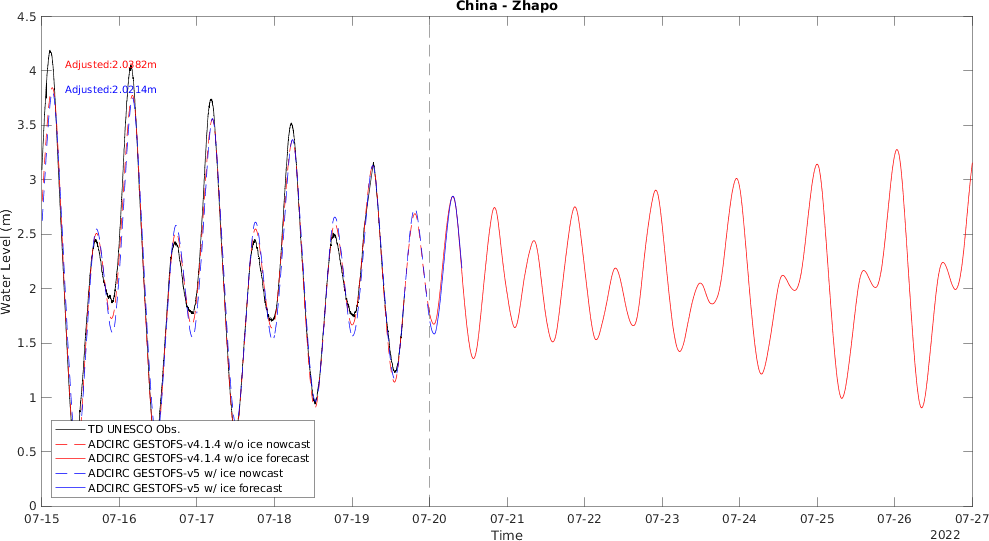 China - Zhapo
4.5
4
3.5
3
2.5
2
1.5
1
0.5
0
Water Level (m)
Adjusted:2.0382m
Adjusted:2.0214m
TD UNESCO Obs.
ADCIRC GESTOFS-v4.1.4 w/o ice nowcast
ADCIRC GESTOFS-v4.1.4 w/o ice forecast
ADCIRC GESTOFS-v5 w/ ice nowcast
ADCIRC GESTOFS-v5 w/ ice forecast
07-15 07-16 07-17 07-18 07-19 07-20 07-21 07-22 07-23 07-24 07-25 07-26 07-27
Time
2022